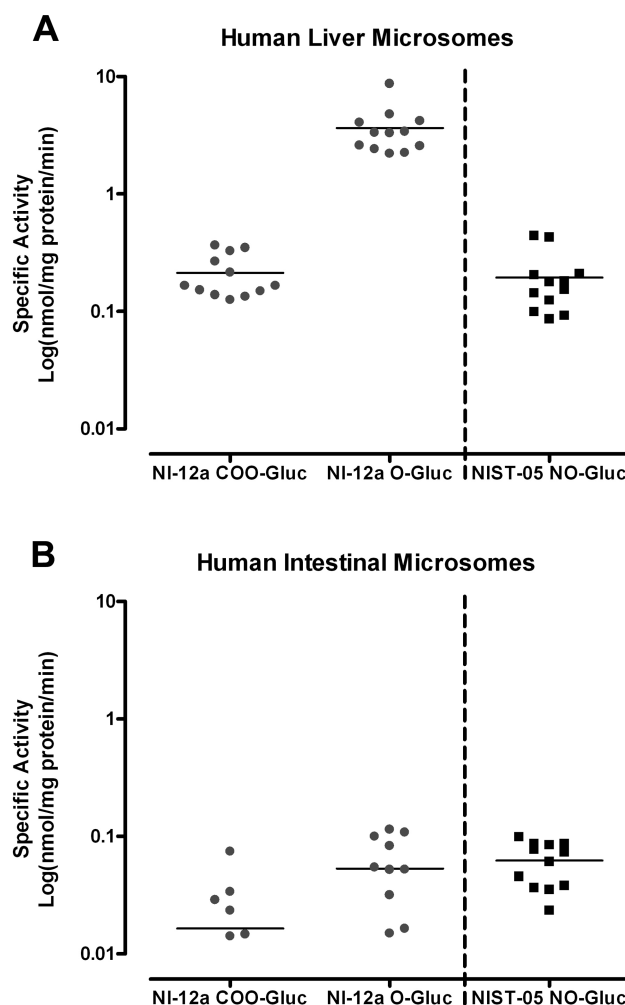 A
Human Liver Microsomes
Specific Activity
Log(nmol/mg protein/min)
10
1
0.1
0.01
NI-12a COO-Gluc NI-12a O-Gluc NIST-05 NO-Gluc
B
Human Intestinal Microsomes
Specific Activity
Log(nmol/mg protein/min)
10
1
0.1
0.01
NI-12a COO-Gluc NI-12a O-Gluc NIST-05 NO-Gluc